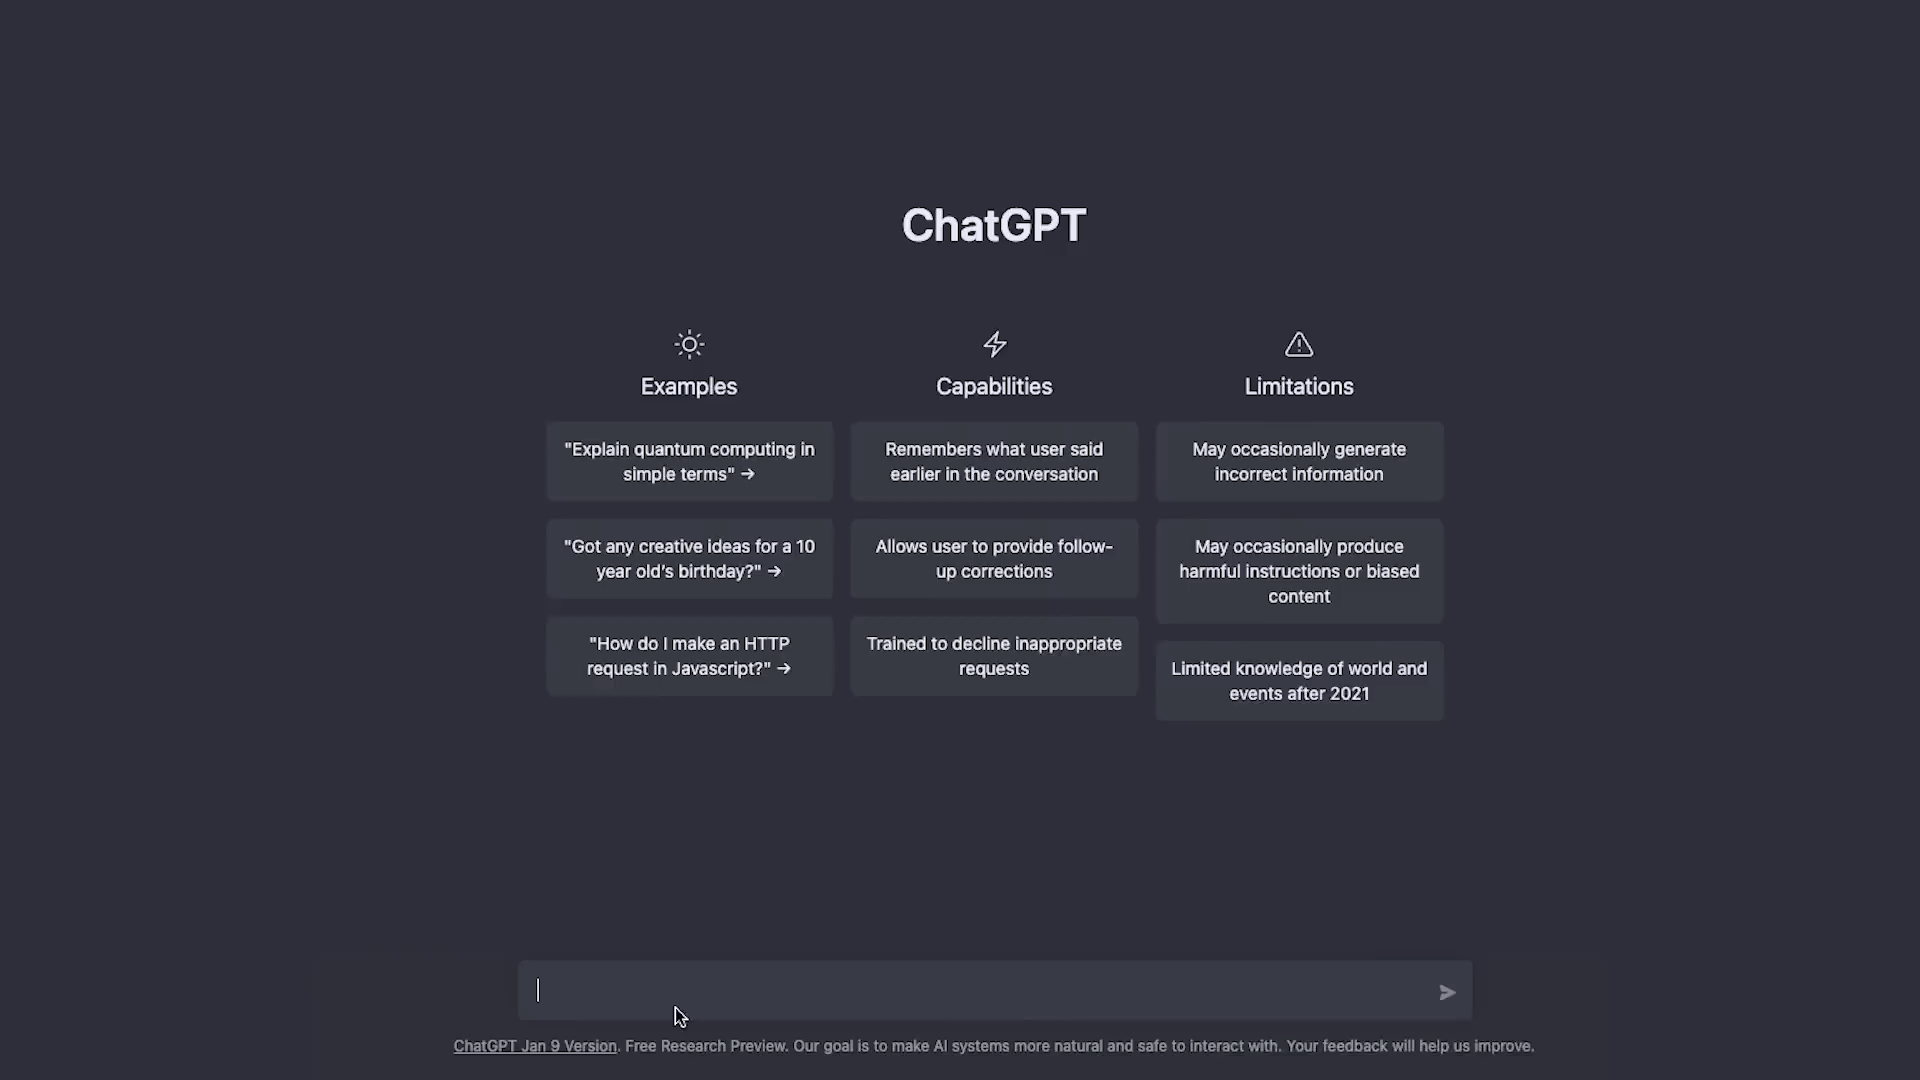 ChatGPT
Examples
"Explain quantum computing in
simple terms" →
"Got any creative ideas for a 10
year old's birthday?" →
"How do I make an HTTP
request in Javascript?" →
Capabilities
Remembers what user said
earlier in the conversation
Allows user to provide follow-
up corrections
Trained to decline inappropriate
requests
Limitations
May occasionally generate
incorrect information
May occasionally produce
harmful instructions or biased
content
Limited knowledge of world and
events after 2021
ChatGPT Jan 9 Version. Free Research Preview. Our goal is to make AI systems more natural and safe to interact with. Your feedback will help us improve.